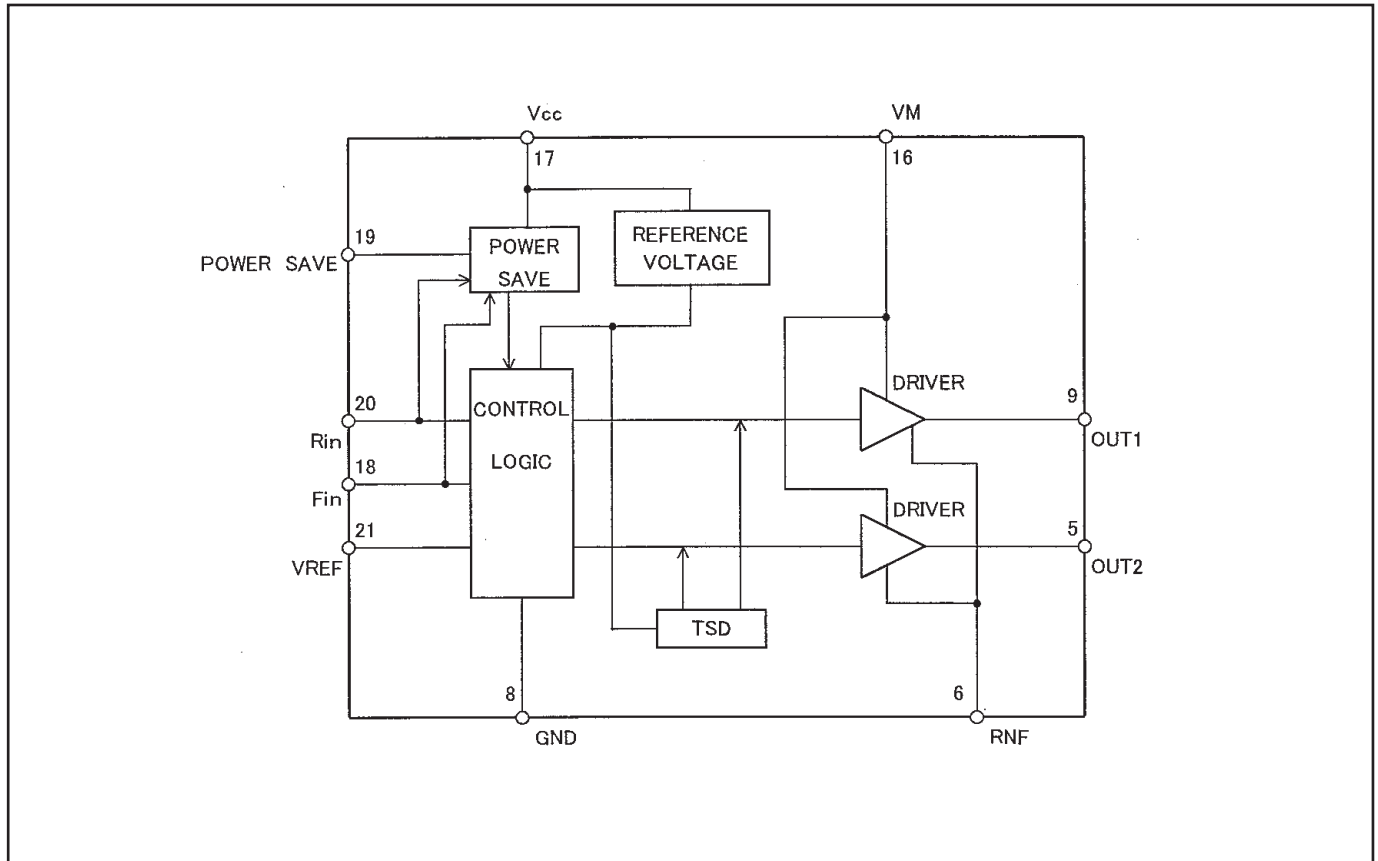 Vcc
VM
17
16
19
POWER SAVE
POWER
SAVE
REFERENCE
VOLTAGE
20
Rin
18
Fin
21
VREF
CONTROL
LOGIC
DRIVER
9
OUT1
DRIVER
5
OUT2
TSD
8
GND
6
RNF